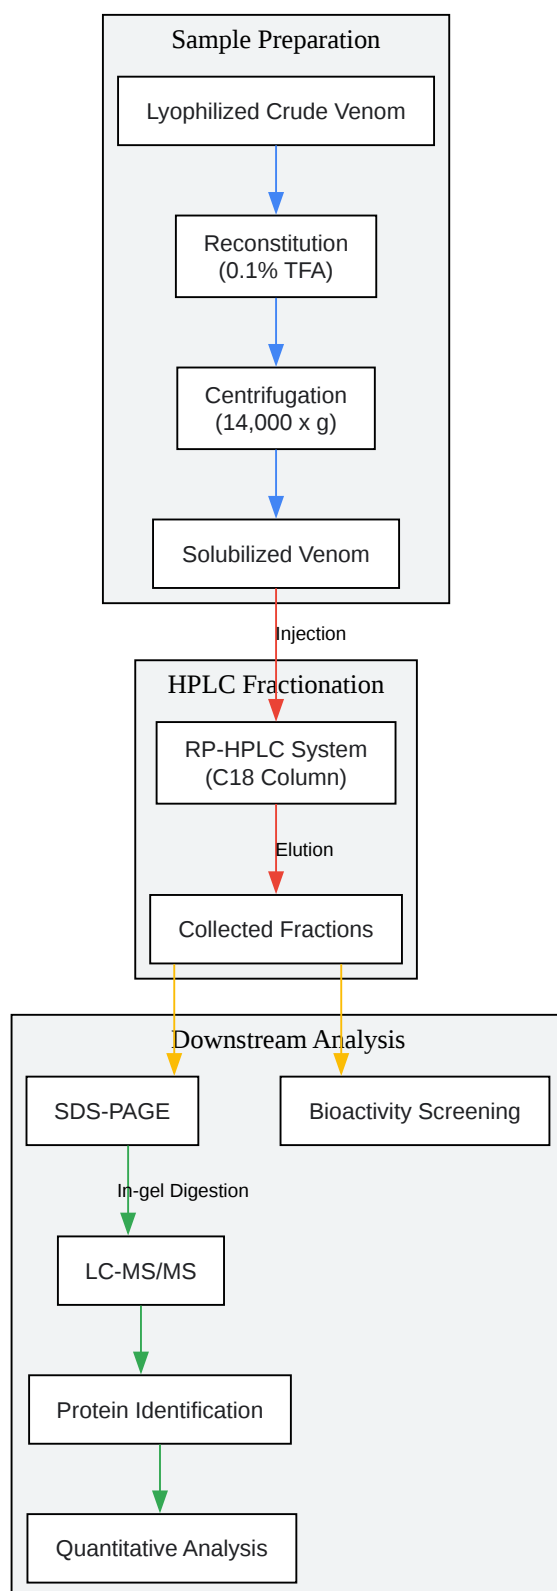 Sample Preparation
Lyophilized Crude Venom
Reconstitution
(0.1% TFA)
Centrifugation
(14,000 x g)
Solubilized Venom
Injection
HPLC Fractionation
RP-HPLC System
(C18 Column)
Elution
Collected Fractions
Downstream Analysis
SDS-PAGE
Bioactivity Screening
In-gel Digestion
LC-MS/MS
Protein Identification
Quantitative Analysis